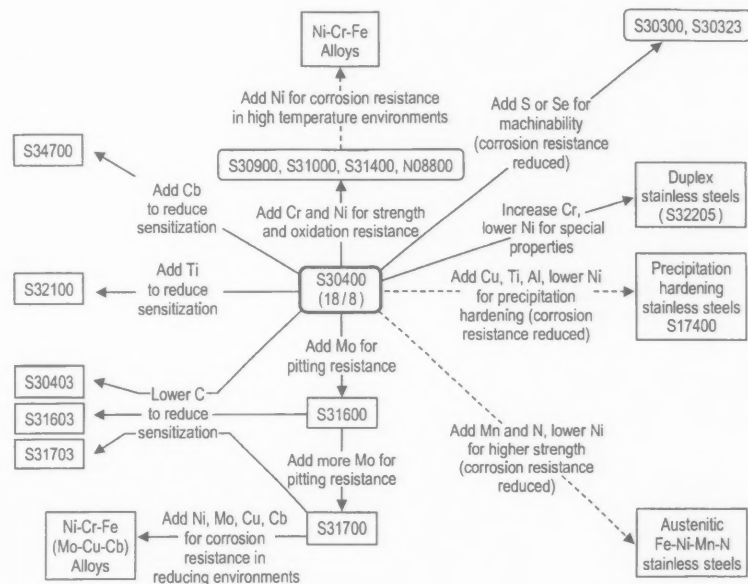 Ni-Cr-Fe
Alloys
S30300, S30323
Add Ni for corrosion resistance
in high temperature environments
Add S or Se for
machinability
(corrosion resistance
reduced)
S34700
S30900, S31000, S31400, N08800
Add Cb
to reduce
sensitization
Add Cr and Ni for strength
and oxidation resistance
Increase Cr,
lower Ni for special
properties
Duplex
stainless steels
(S32205)
S32100
Add Ti
to reduce
sensitization
S30400
(18/8)
Add Cu, Ti, Al, lower Ni
for precipitation
hardening (corrosion
resistance reduced)
Precipitation
hardening
stainless steels
S17400
Add Mo for
pitting resistance
S30403
S31603
S31703
Lower C
to reduce
sensitization
S31600
Add more Mo for
pitting resistance
Add Mn and N, lower Ni
for higher strength
(corrosion resistance
reduced)
Ni-Cr-Fe
(Mo-Cu-Cb)
Alloys
Add Ni, Mo, Cu, Cb
for corrosion
resistance in
reducing environments
S31700
Austenitic
Fe-Ni-Mn-N
stainless steels